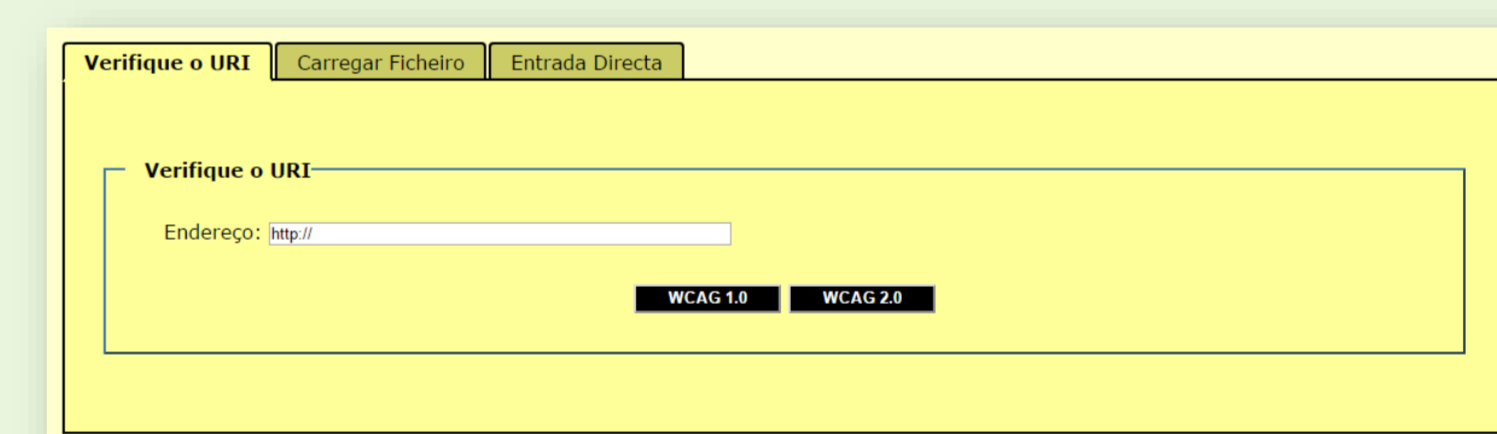 Verifique o URI Carregar Ficheiro Entrada Directa
Verifique o URI
Endereço: http://
WCAG 1.0 WCAG 2.0